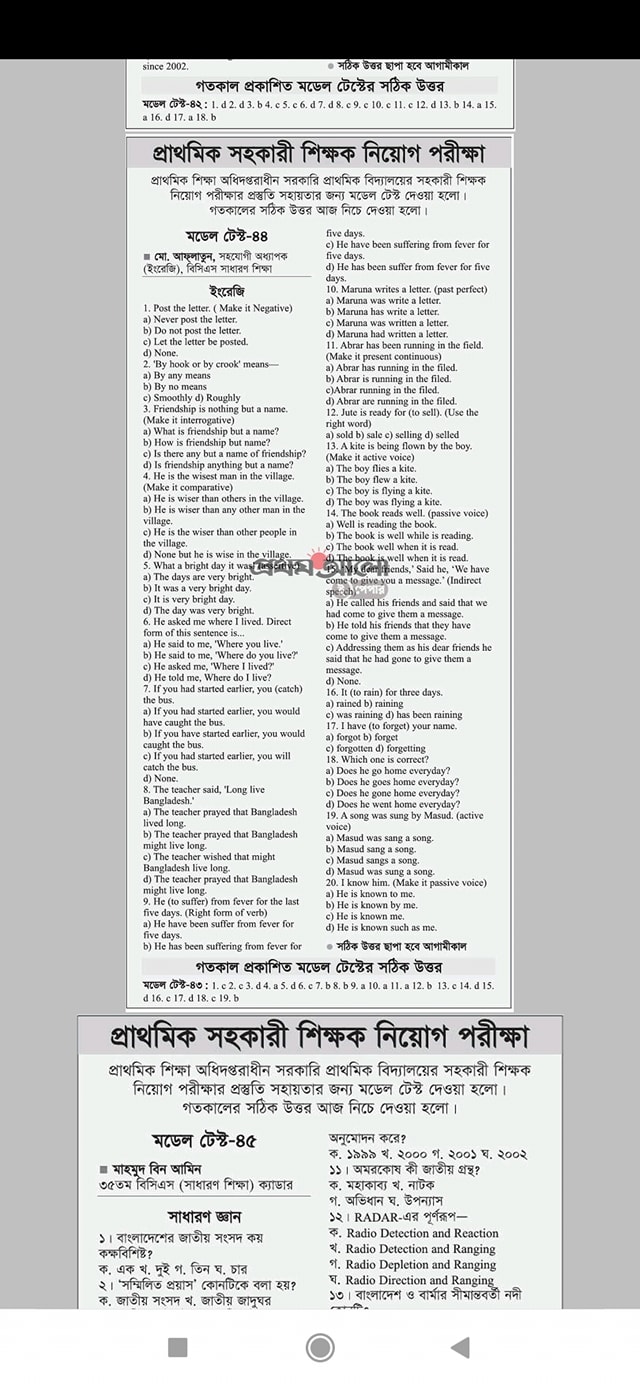 since 2002.
● সঠিক উত্তর ছাপা হবে আগামীকাল
গতকাল প্রকাশিত মডেল টেস্টের সঠিক উত্তর
মডেল টেস্ট-৪২ : 1. d 2. d 3. b 4. c 5. c 6. d 7. d 8. c 9. c 10. c 11. c 12. d 13. b 14. a 15.
a 16. d 17. a 18. b
প্রাথমিক সহকারী শিক্ষক নিয়োগ পরীক্ষা
প্রাথমিক শিক্ষা অধিদপ্তরাধীন সরকারি প্রাথমিক বিদ্যালয়ের সহকারী শিক্ষক
নিয়োগ পরীক্ষার প্রস্তুতি সহায়তার জন্য মডেল টেস্ট দেওয়া হলো।
গতকালের সঠিক উত্তর আজ নিচে দেওয়া হলো।
মডেল টেস্ট-৪৪
■ মো. আফ্লাতুন, সহযোগী অধ্যাপক
(ইংরেজি), বিসিএস সাধারণ শিক্ষা
ইংরেজি
1. Post the letter. ( Make it Negative)
a) Never post the letter.
b) Do not post the letter.
c) Let the letter be posted.
d) None.
2. 'By hook or by crook' means—
a) By any means
b) By no means
c) Smoothly d) Roughly
3. Friendship is nothing but a name.
(Make it interrogative)
a) What is friendship but a name?
b) How is friendship but name?
c) Is there any but a name of friendship?
d) Is friendship anything but a name?
4. He is the wisest man in the village.
(Make it comparative)
a) He is wiser than others in the village.
b) He is wiser than any other man in the
village.
c) He is the wiser than other people in
the village.
d) None but he is wise in the village.
5. What a bright day it was! (assertive)
a) The days are very bright.
b) It was a very bright day.
c) It is very bright day.
d) The day was very bright.
6. He asked me where I lived. Direct
form of this sentence is...
a) He said to me, 'Where you live.'
b) He said to me, 'Where do you live?'
c) He asked me, 'Where I lived?'
d) He told me, Where do I live?
7. If you had started earlier, you (catch)
the bus.
a) If you had started earlier, you would
have caught the bus.
b) If you have started earlier, you would
caught the bus.
c) If you had started earlier, you will
catch the bus.
d) None.
8. The teacher said, 'Long live
Bangladesh.'
a) The teacher prayed that Bangladesh
lived long.
b) The teacher prayed that Bangladesh
might live long.
c) The teacher wished that might
Bangladesh live long.
d) The teacher prayed that Bangladesh
might live long.
9. He (to suffer) from fever for the last
five days. (Right form of verb)
a) He have been suffer from fever for
five days.
b) He has been suffering from fever for
five days.
c) He have been suffering from fever for
five days.
d) He has been suffer from fever for five
days.
10. Maruna writes a letter. (past perfect)
a) Maruna was write a letter.
b) Maruna has write a letter.
c) Maruna was written a letter.
d) Maruna had written a letter.
11. Abrar has been running in the field.
(Make it present continuous)
a) Abrar has running in the filed.
b) Abrar is running in the filed.
c)Abrar running in the filed.
d) Abrar are running in the filed.
12. Jute is ready for (to sell). (Use the
right word)
a) sold b) sale c) selling d) selled
13. A kite is being flown by the boy.
(Make it active voice)
a) The boy flies a kite.
b) The boy flew a kite.
c) The boy is flying a kite.
d) The boy was flying a kite.
14. The book reads well. (passive voice)
a) Well is reading the book.
b) The book is well while is reading.
c) The book well when it is read.
d) The book is well when it is read.
15. 'My dear friends,' Said he, 'We have
come to give you a message.' (Indirect
speech)
a) He called his friends and said that we
had come to give them a message.
b) He told his friends that they have
come to give them a message.
c) Addressing them as his dear friends he
said that he had gone to give them a
message.
d) None.
16. It (to rain) for three days.
a) rained b) raining
c) was raining d) has been raining
17. I have (to forget) your name.
a) forgot b) forget
c) forgotten d) forgetting
18. Which one is correct?
a) Does he go home everyday?
b) Does he goes home everyday?
c) Does he gone home everyday?
d) Does he went home everyday?
19. A song was sung by Masud. (active
voice)
a) Masud was sang a song.
b) Masud sang a song.
c) Masud sangs a song.
d) Masud was sung a song.
20. I know him. (Make it passive voice)
a) He is known to me.
b) He is known by me.
c) He is known me.
d) He is known such as me.
● সঠিক উত্তর ছাপা হবে আগামীকাল
প্রথম আলো
ই পেপার
গতকাল প্রকাশিত মডেল টেস্টের সঠিক উত্তর
মডেল টেস্ট-৪৩ : 1. c 2. c 3. d 4. a 5. d 6. c 7. b 8. b 9. a 10. a 11. a 12. b 13. c 14. d 15.
d 16. c 17. d 18. c 19. b
প্রাথমিক সহকারী শিক্ষক নিয়োগ পরীক্ষা
প্রাথমিক শিক্ষা অধিদপ্তরাধীন সরকারি প্রাথমিক বিদ্যালয়ের সহকারী শিক্ষক
নিয়োগ পরীক্ষার প্রস্তুতি সহায়তার জন্য মডেল টেস্ট দেওয়া হলো।
গতকালের সঠিক উত্তর আজ নিচে দেওয়া হলো।
মডেল টেস্ট-৪৫
■ মাহমুদ বিন আমিন
৩৫তম বিসিএস (সাধারণ শিক্ষা) ক্যাডার
সাধারণ জ্ঞান
১। বাংলাদেশের জাতীয় সংসদ কয়
কক্ষবিশিষ্ট?
ক. এক খ. দুই গ. তিন ঘ. চার
২। ‘সম্মিলিত প্রয়াস’ কোনটিকে বলা হয়?
ক. জাতীয় সংসদ খ. জাতীয় জাদুঘর
অনুমোদন করে?
ক. ১৯৯৯ খ. ২০০০ গ. ২০০১ ঘ. ২০০২
১১। অমরকোষ কী জাতীয় গ্রন্থ?
ক. মহাকাব্য খ. নাটক
গ. অভিধান ঘ. উপন্যাস
১২। RADAR-এর পূর্ণরূপ—
ক. Radio Detection and Reaction
খ. Radio Detection and Ranging
গ. Radio Depletion and Ranging
ঘ. Radio Direction and Ranging
১৩। বাংলাদেশ ও বার্মার সীমান্তবর্তী নদী